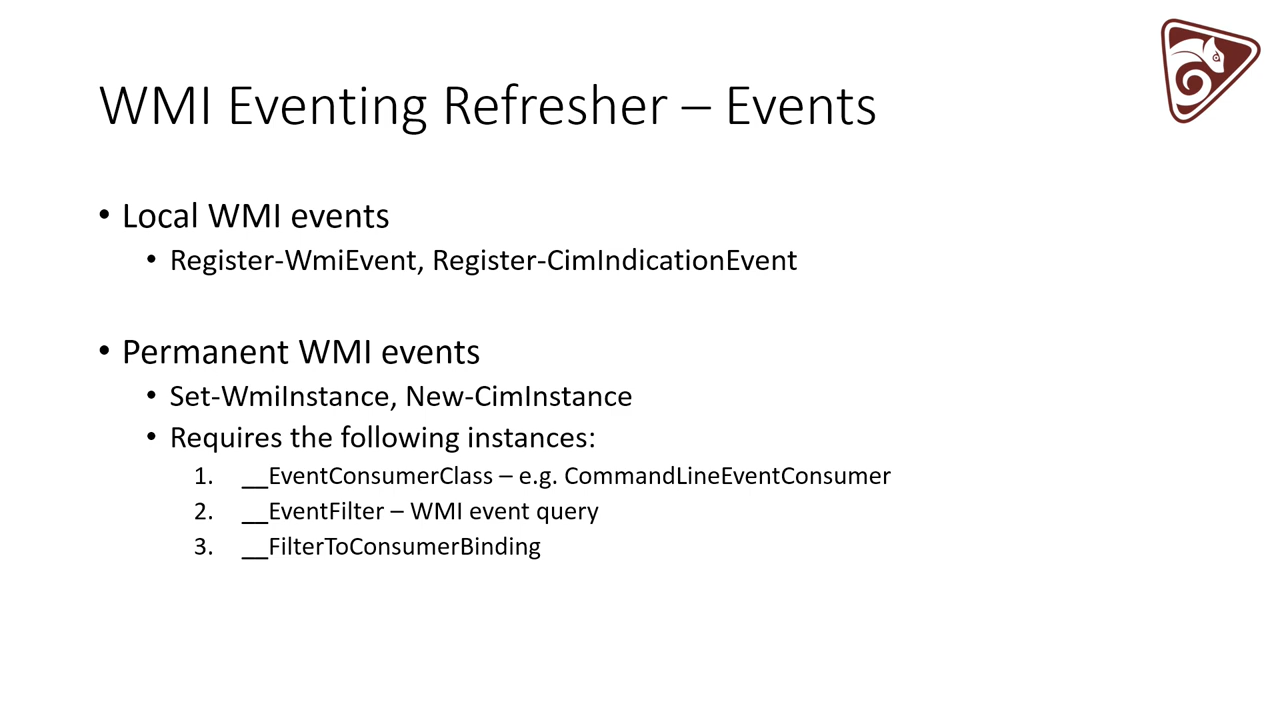 WMI Eventing Refresher – Events
• Local WMI events
• Register-WmiEvent, Register-CimIndicationEvent
• Permanent WMI events
• Set-WmiInstance, New-CimInstance
• Requires the following instances:
1. __EventConsumerClass – e.g. CommandLineEventConsumer
2. __EventFilter – WMI event query
3. __FilterToConsumerBinding